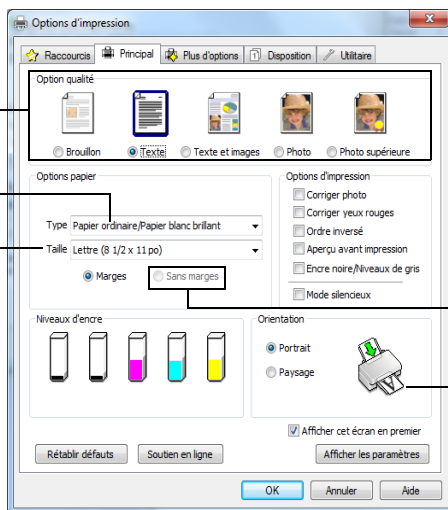 Options d'impression
Raccourcis Principal Plus d'options 1 Disposition Utilitaire
Option qualité
Brouillon Texte Texte et images Photo Photo supérieure
Options papier
Type Papier ordinaire/Papier blanc brillant
Taille Lettre (8 1/2 x 11 po)
Marges Sans marges
Options d'impression
Corriger photo
Corriger yeux rouges
Ordre inversé
Aperçu avant impression
Encre noire/Niveaux de gris
Mode silencieux
Niveaux d'encre
Orientation
Portrait
Paysage
A
Afficher cet écran en premier
Rétablir défauts Soutien en ligne Afficher les paramètres
OK Annuler Aide